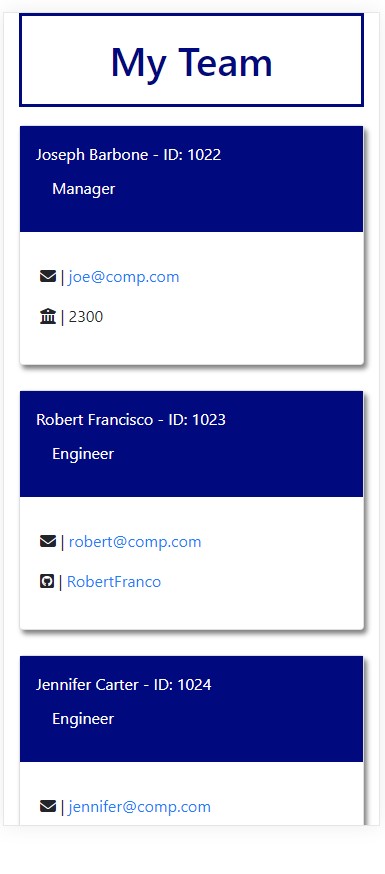 My Team
Joseph Barbone - ID: 1022
Manager
| joe@comp.com
| 2300
Robert Francisco - ID: 1023
Engineer
| robert@comp.com
| RobertFranco
Jennifer Carter - ID: 1024
Engineer
| jennifer@comp.com